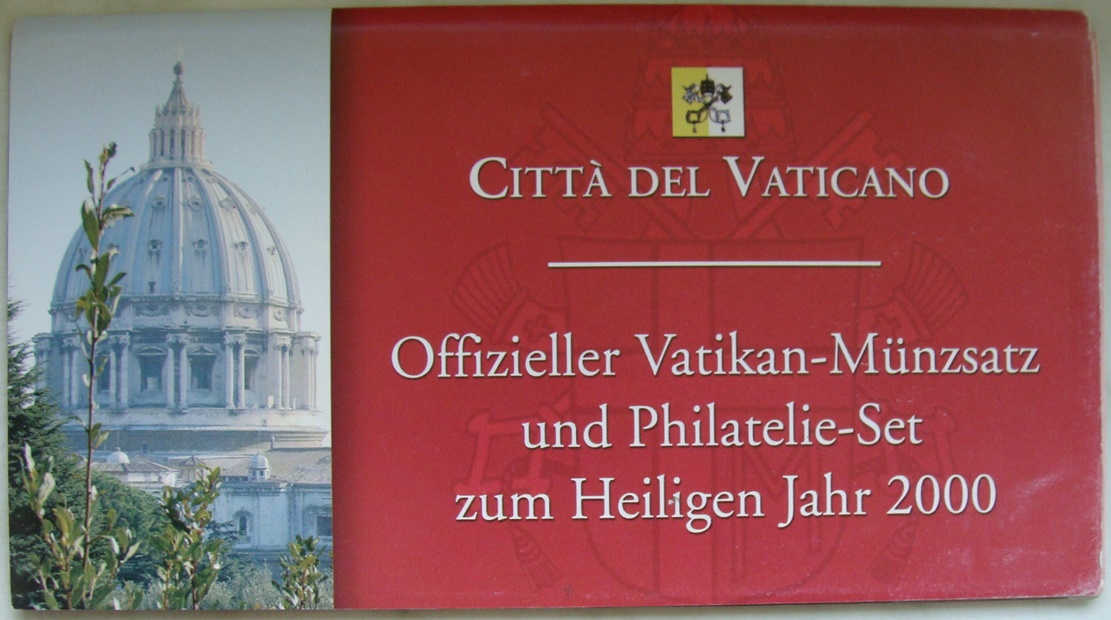 CITTÀ DEL VATICANO
Offizieller Vatikan-Münzsatz
und Philatelie-Set
zum Heiligen Jahr 2000